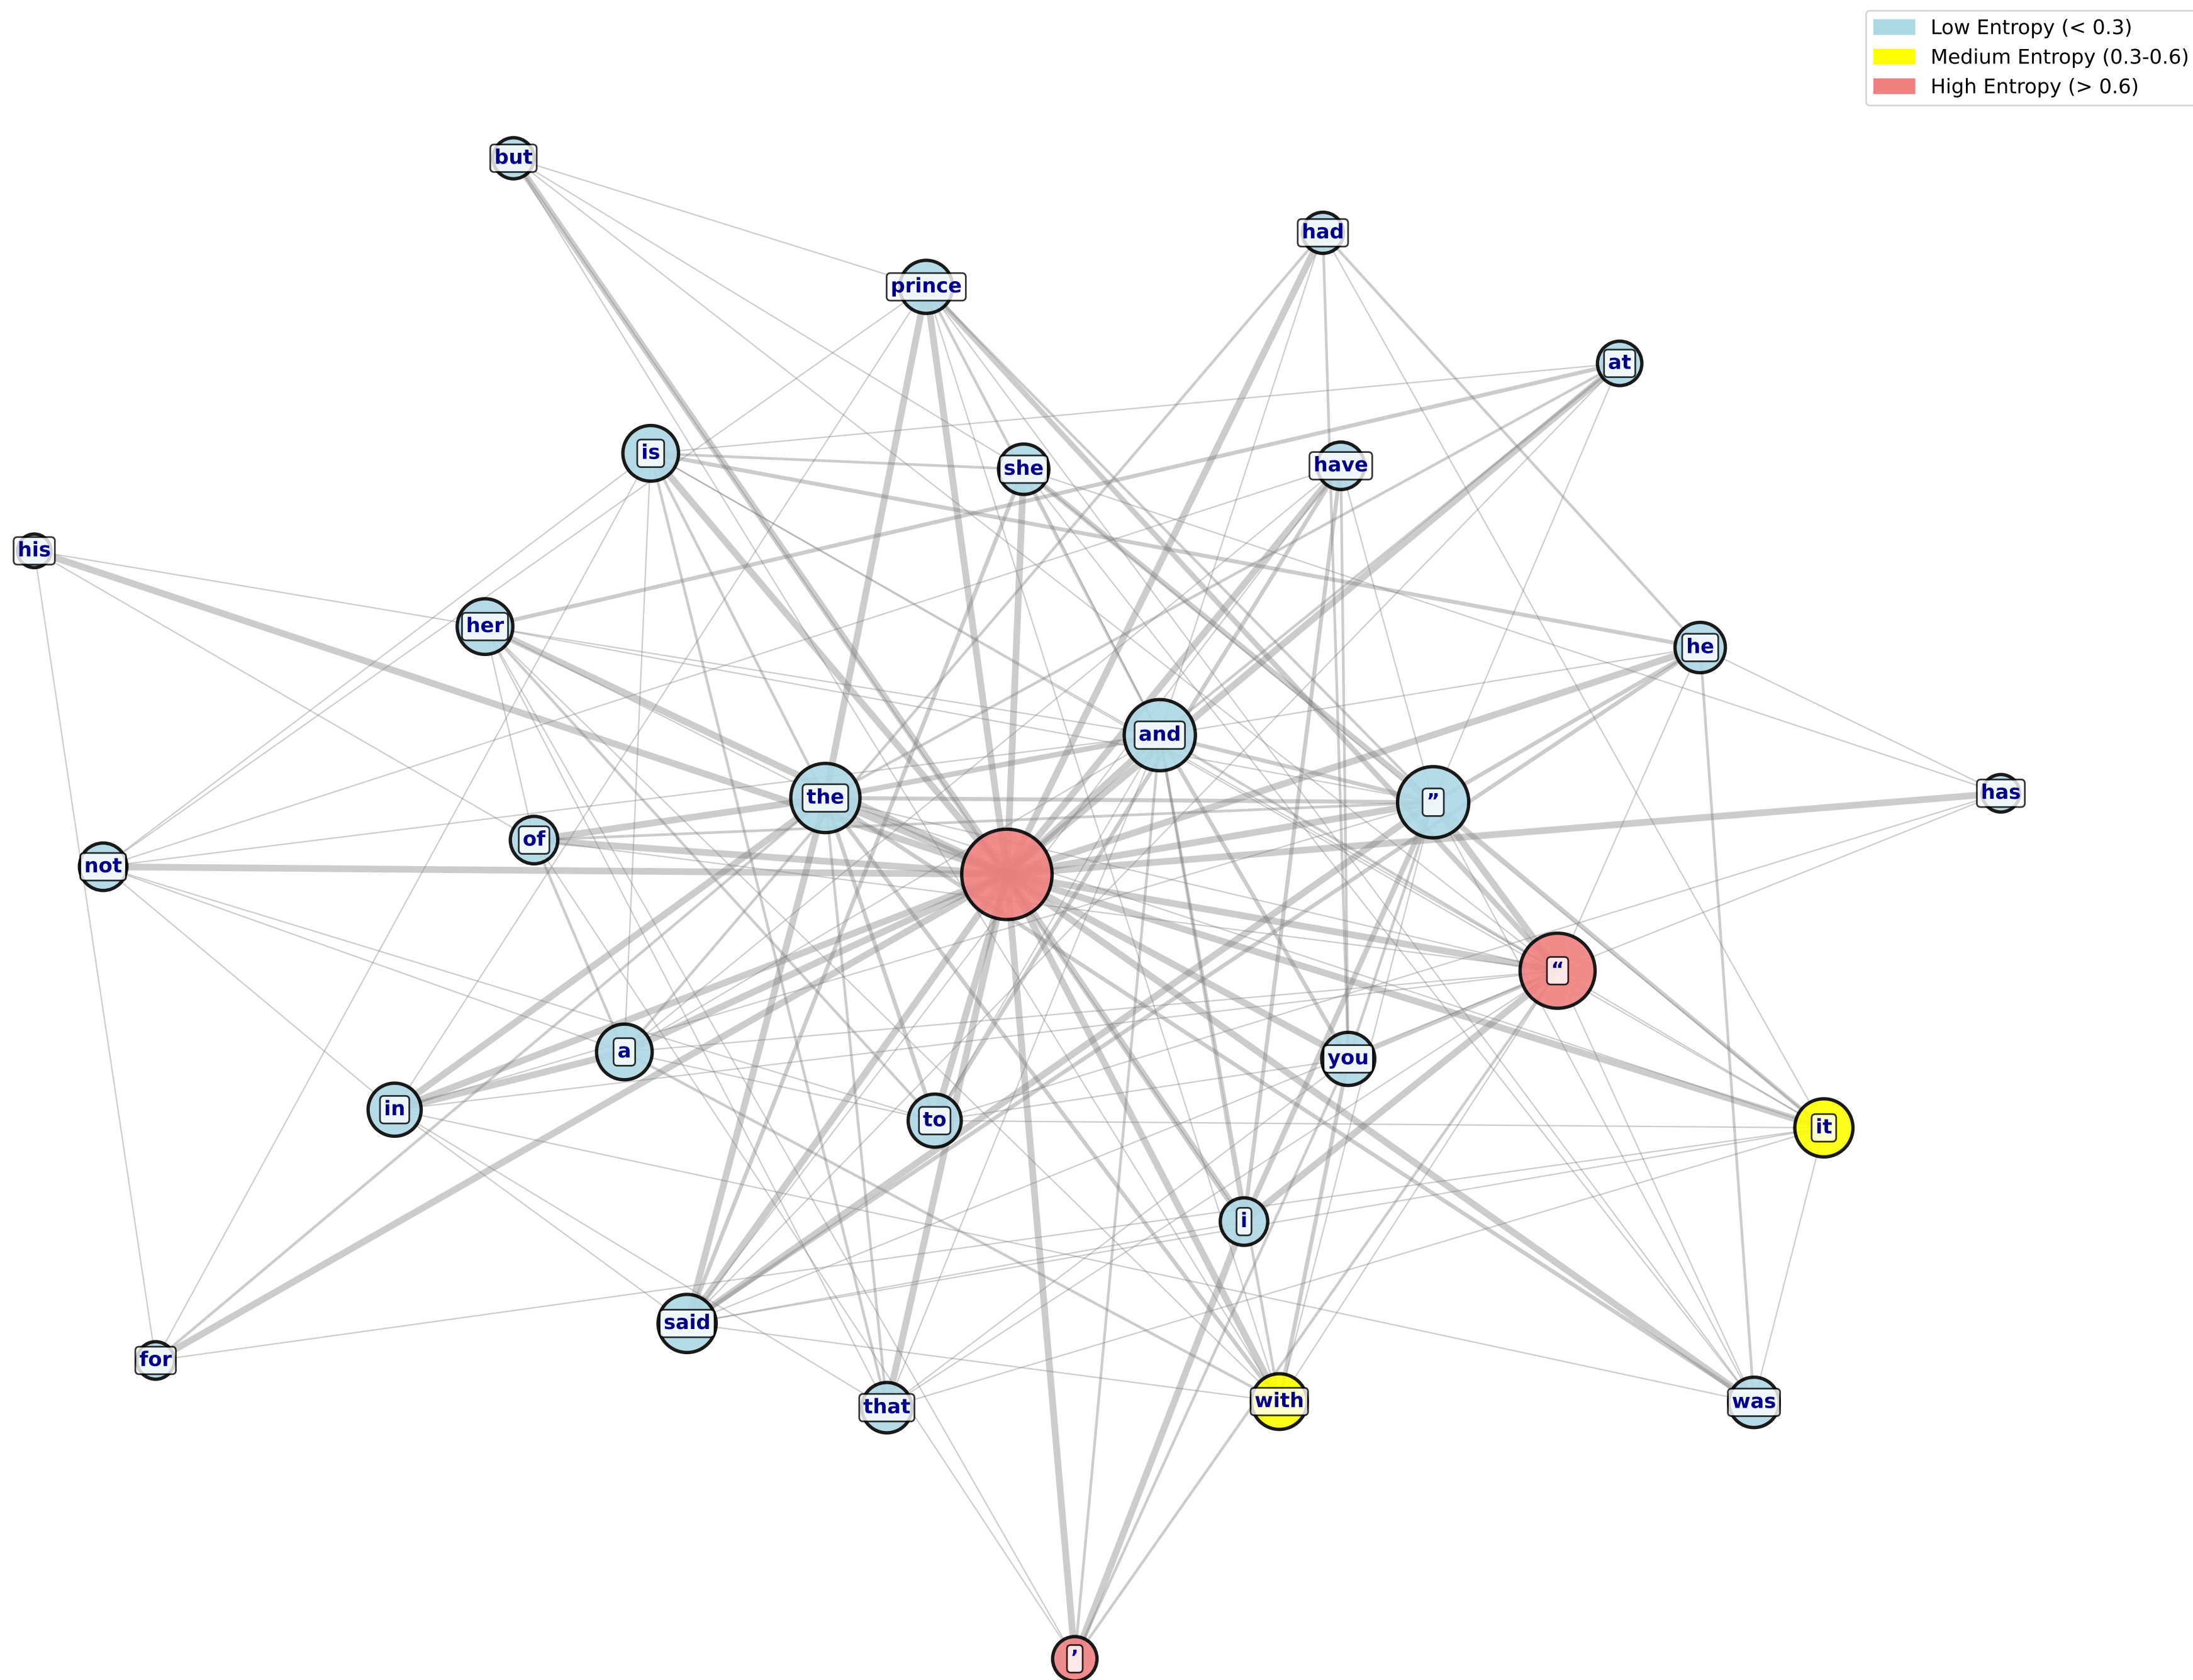 Low Entropy (< 0.3)
Medium Entropy (0.3-0.6)
High Entropy (> 0.6)
but
had
prince
at
is
she
have
his
her
he
and
has
the
”
of
not
“
a
you
in
to
it
i
said
for
that
with
was
’